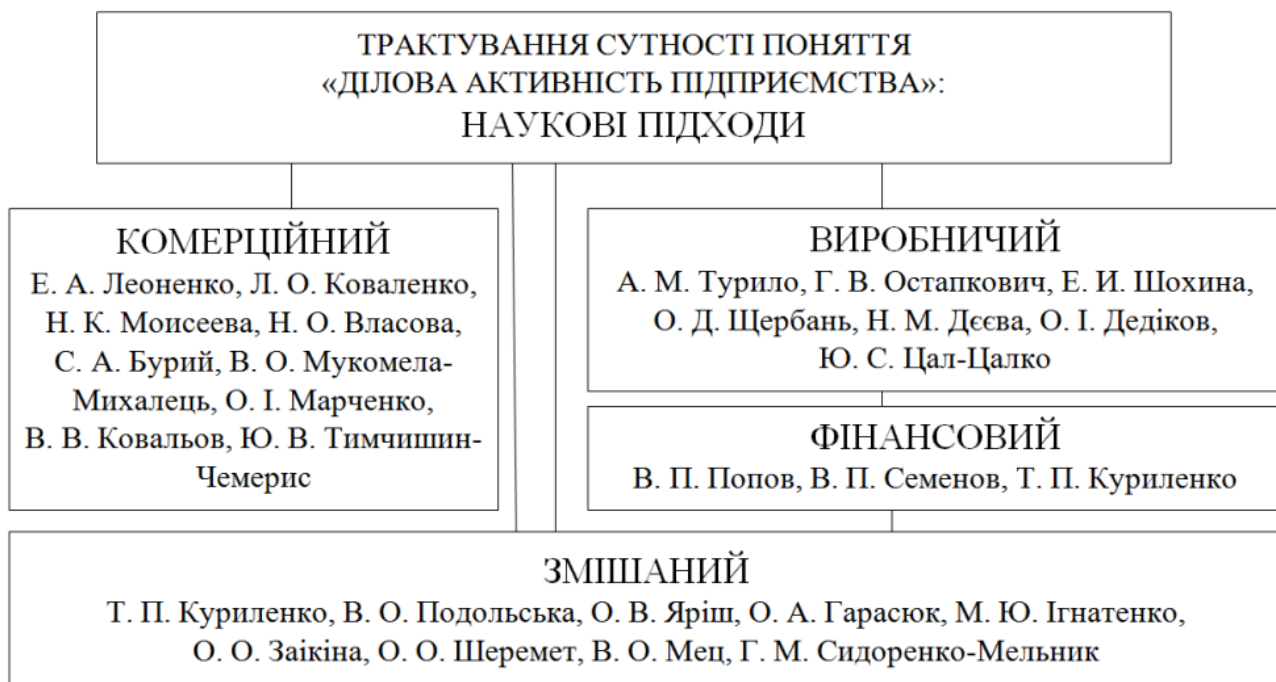 ТРАКТУВАННЯ СУТНОСТІ ПОНЯТТЯ
«ДІЛОВА АКТИВНІСТЬ ПІДПРИЄМСТВА»:
НАУКОВІ ПІДХОДИ
КОМЕРЦІЙНИЙ
Е. А. Леоненко, Л. О. Коваленко,
Н. К. Моисеева, Н. О. Власова,
С. А. Бурий, В. О. Мукомела-
Михалець, О. І. Марченко,
В. В. Ковальов, Ю. В. Тимчишин-
Чемерис
ВИРОБНИЧИЙ
А. М. Турило, Г. В. Остапкович, Е. И. Шохина,
О. Д. Щербань, Н. М. Дєєва, О. І. Дедіков,
Ю. С. Цал-Цалко
ФІНАНСОВИЙ
В. П. Попов, В. П. Семенов, Т. П. Куриленко
ЗМІШАНИЙ
Т. П. Куриленко, В. О. Подольська, О. В. Яріш, О. А. Гарасюк, М. Ю. Ігнатенко,
О. О. Заікіна, О. О. Шеремет, В. О. Мец, Г. М. Сидоренко-Мельник